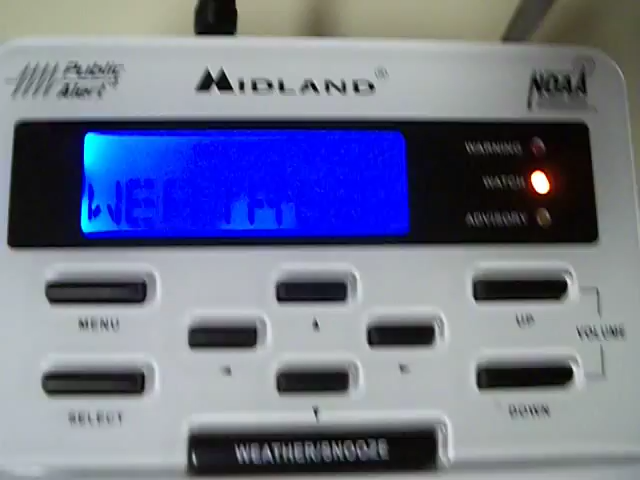 Public Alert
MIDLAND®
NOAA
WARNING
WATCH
ADVISORY
MENU
UP
VOLUME
SELECT
DOWN
WEATHER/SNOOZE